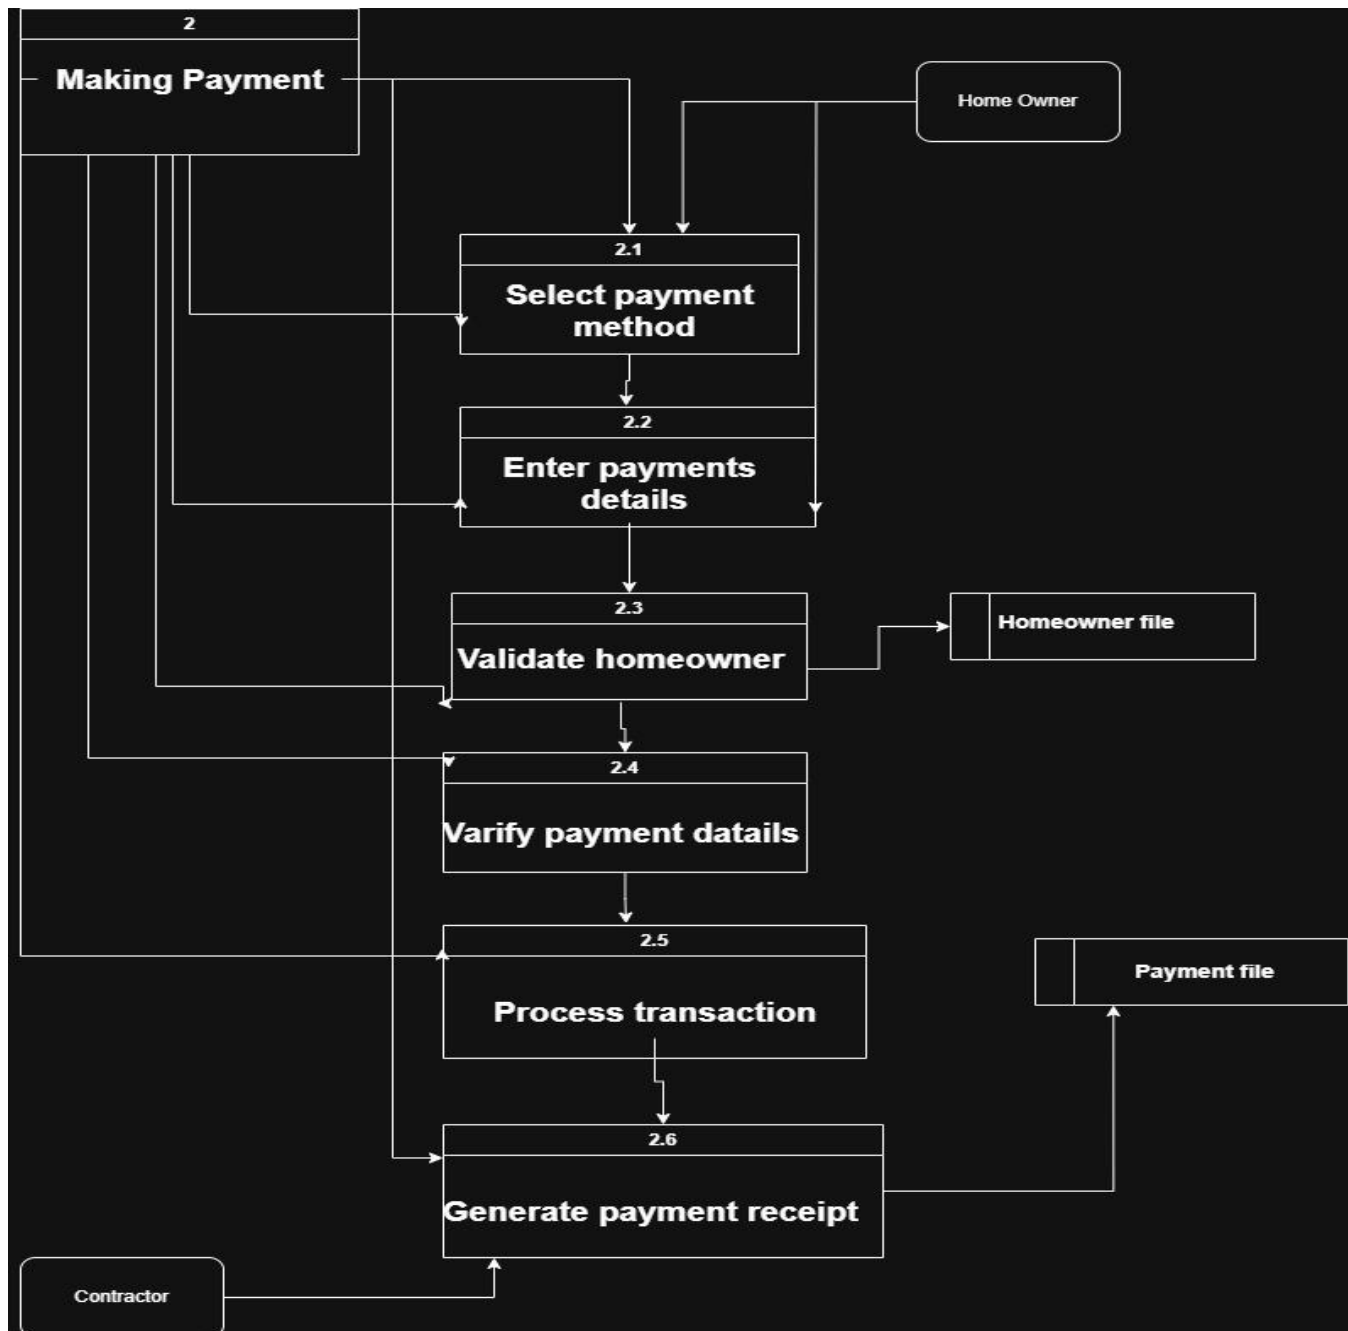 2
Making Payment
Home Owner
2.1
Select payment
method
2.2
Enter payments
details
2.3
Validate homeowner
Homeowner file
2.4
Varify payment datails
2.5
Process transaction
Payment file
2.6
Generate payment receipt
Contractor